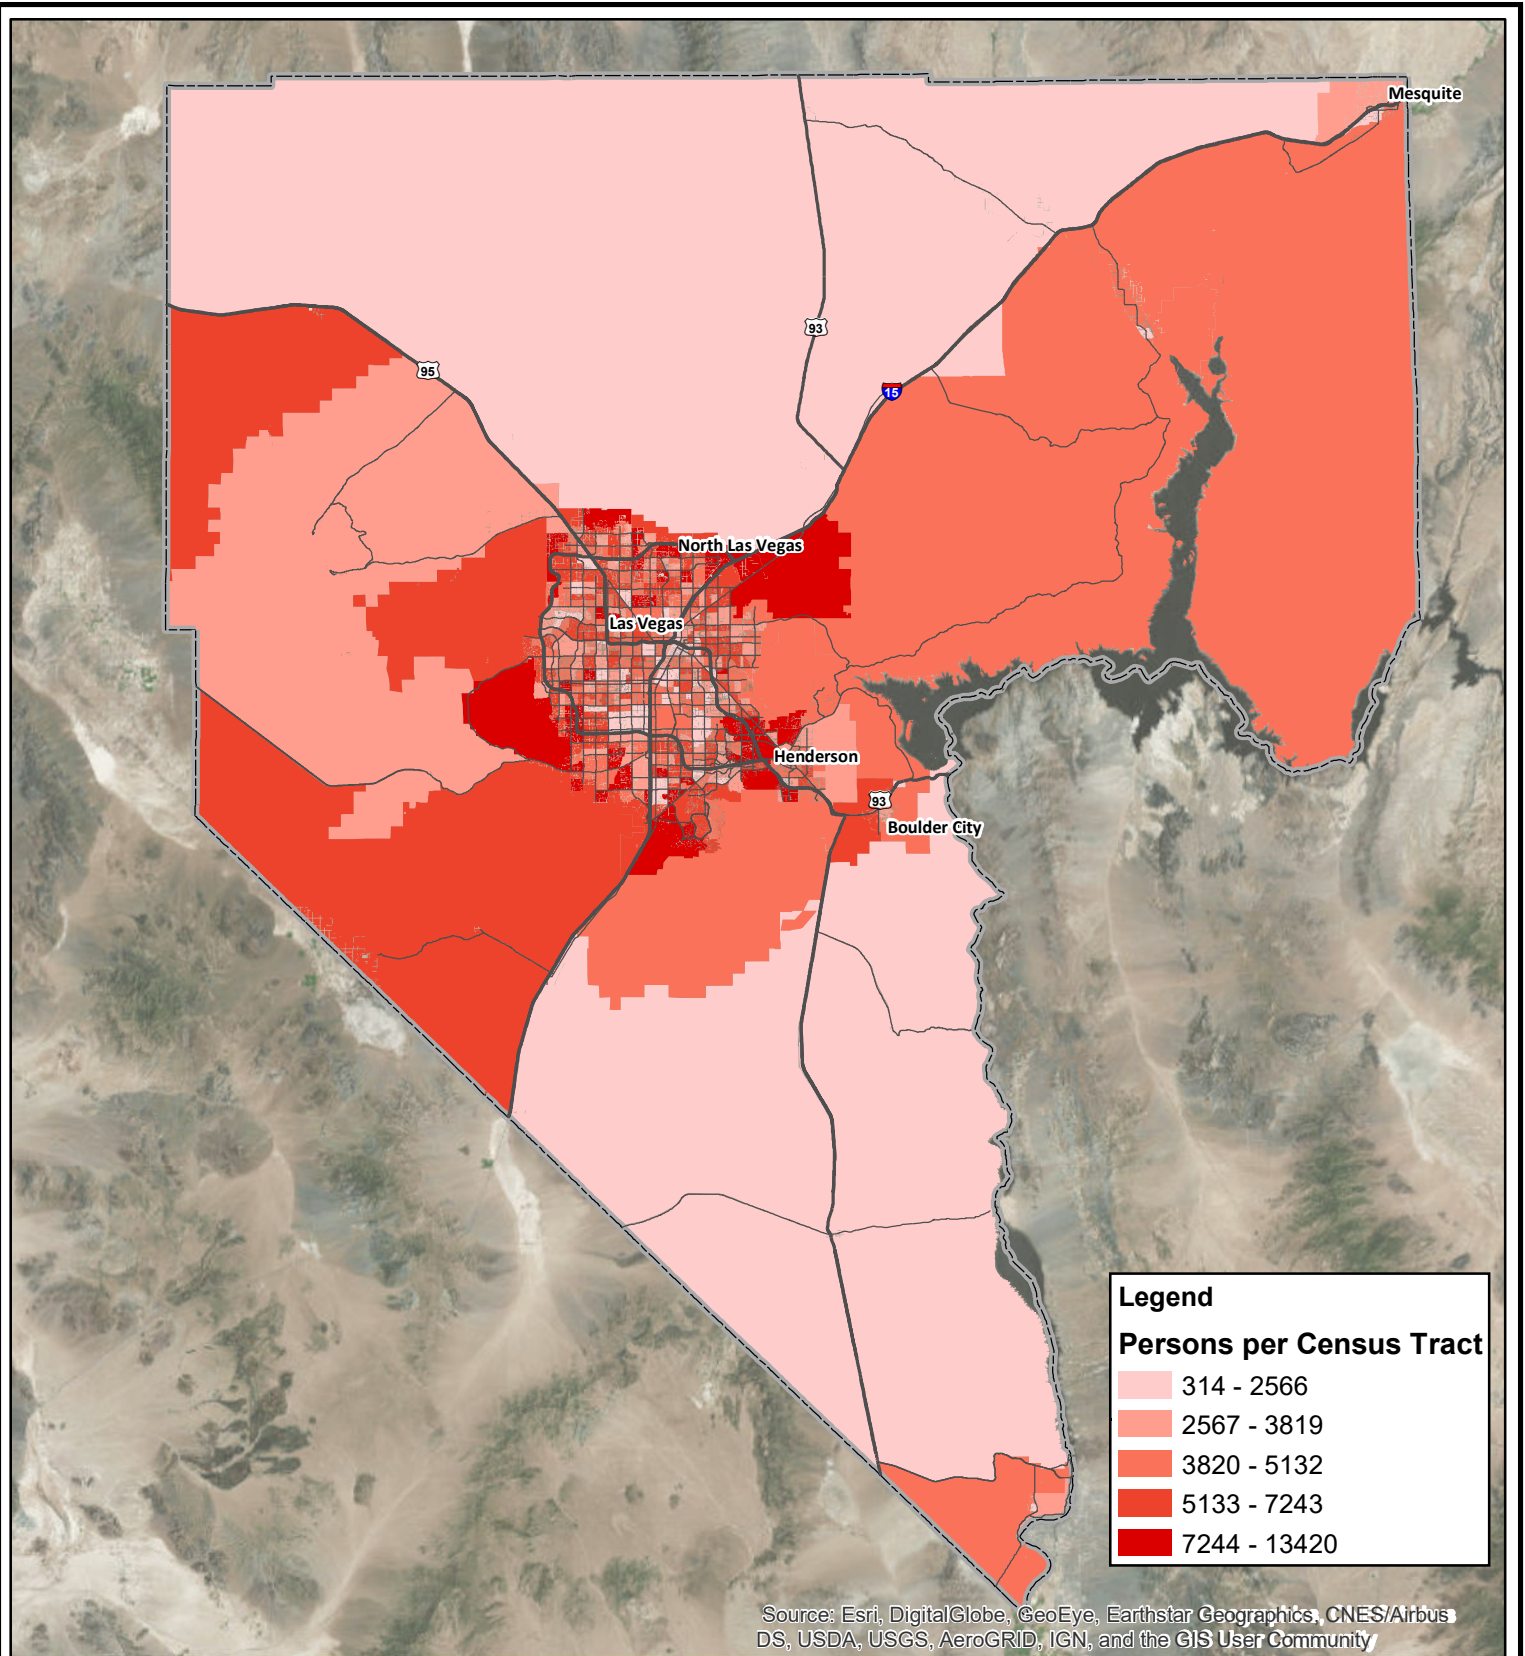 Mesquite
93
95
15
North Las Vegas
Las Vegas
Henderson
93
Boulder City
Legend
Persons per Census Tract
314 - 2566
2567 - 3819
3820 - 5132
5133 - 7243
7244 - 13420
Source: Esri, DigitalGlobe, GeoEye, Earthstar Geographics, CNES/Airbus
DS, USDA, USGS, AeroGRID, IGN, and the GIS User Community